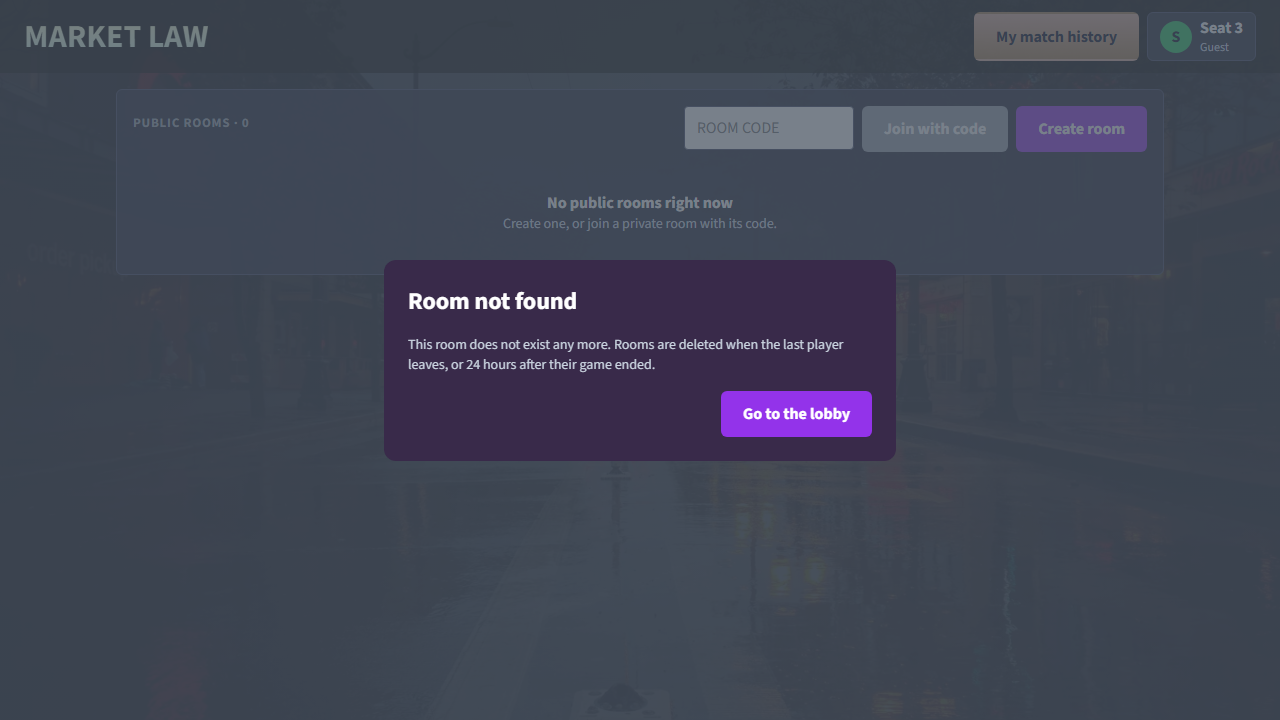 MARKET LAW
My match history
S
Seat 3
Guest
PUBLIC ROOMS · 0
ROOM CODE
Join with code
Create room
No public rooms right now
Create one, or join a private room with its code.
Room not found
This room does not exist any more. Rooms are deleted when the last player
leaves, or 24 hours after their game ended.
Go to the lobby